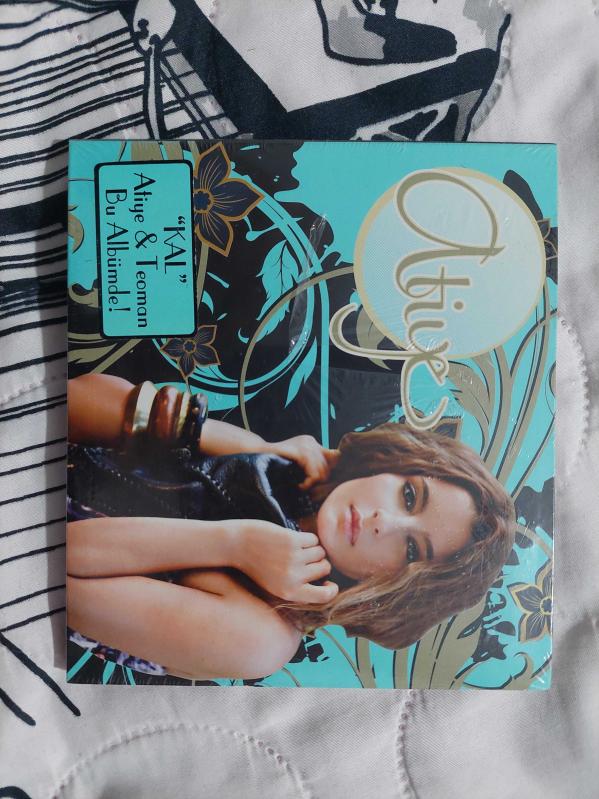 Atiye
"KAL"
Atiye & Teoman
Bu Albümde!